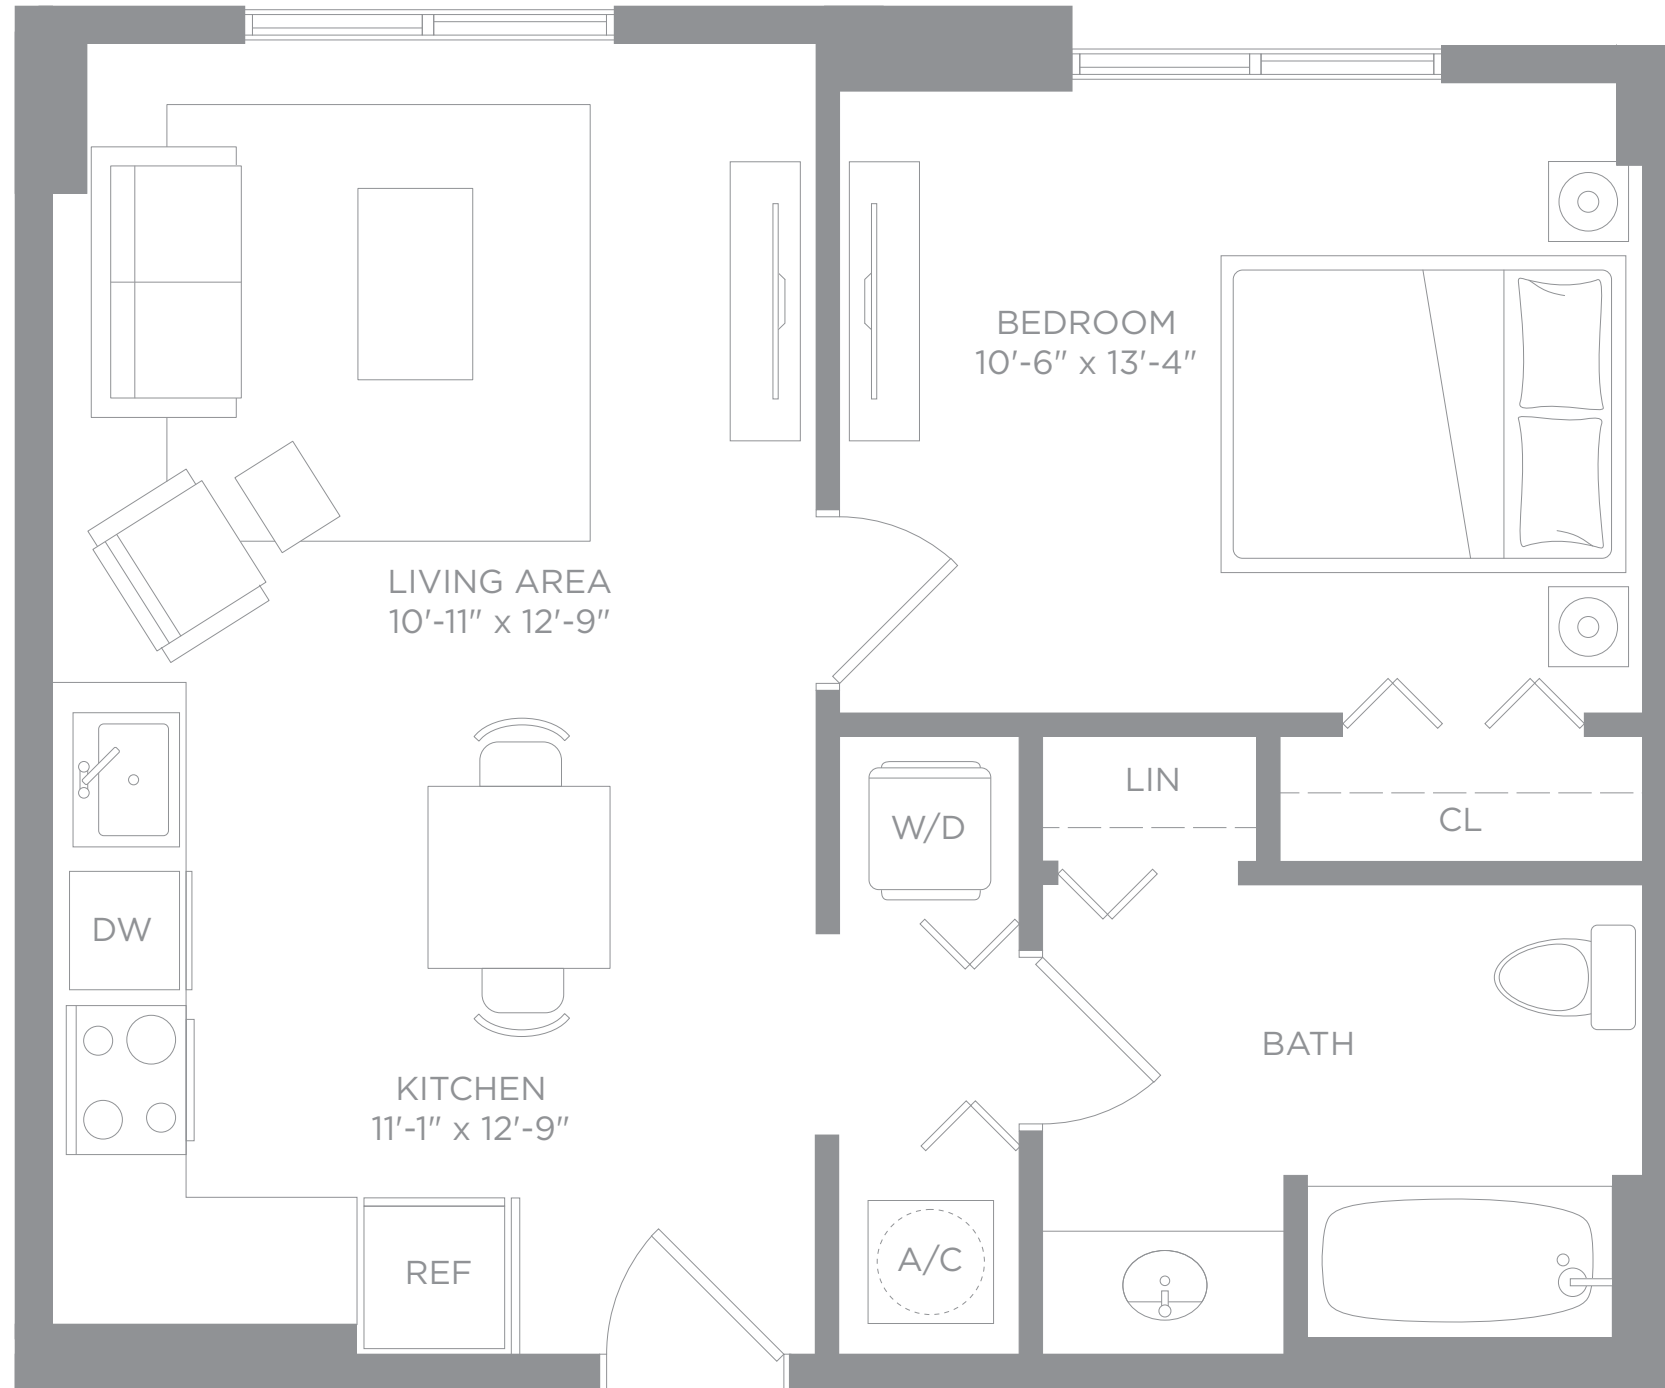 BEDROOM
10'-6" x 13'-4"
LIVING AREA
10'-11" x 12'-9"
LIN
W/D
CL
DW
BATH
KITCHEN
11'-1" x 12'-9"
A/C
REF